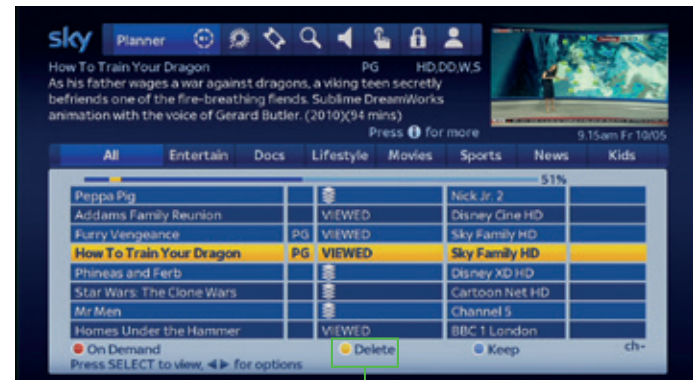 sky Planner
How To Train Your Dragon PG HD,DD,W,S
As his father wages a war against dragons, a viking teen secretly
befriends one of the fire-breathing fiends. Sublime DreamWorks
animation with the voice of Gerard Butler. (2010)(94 mins)
Press i for more
9.15am Fr 10/05
All Entertain Docs Lifestyle Movies Sports News Kids
51%
Peppa Pig Nick Jr. 2
Addams Family Reunion VIEWED Disney Cine HD
Furry Vengeance PG VIEWED Sky Family HD
How To Train Your Dragon PG VIEWED Sky Family HD
Phineas and Ferb Disney XD HD
Star Wars: The Clone Wars Cartoon Net HD
Mr Men Channel 5
Homes Under the Hammer VIEWED BBC 1 London
On Demand Delete Keep ch-
Press SELECT to view, ◀ ▶ for options